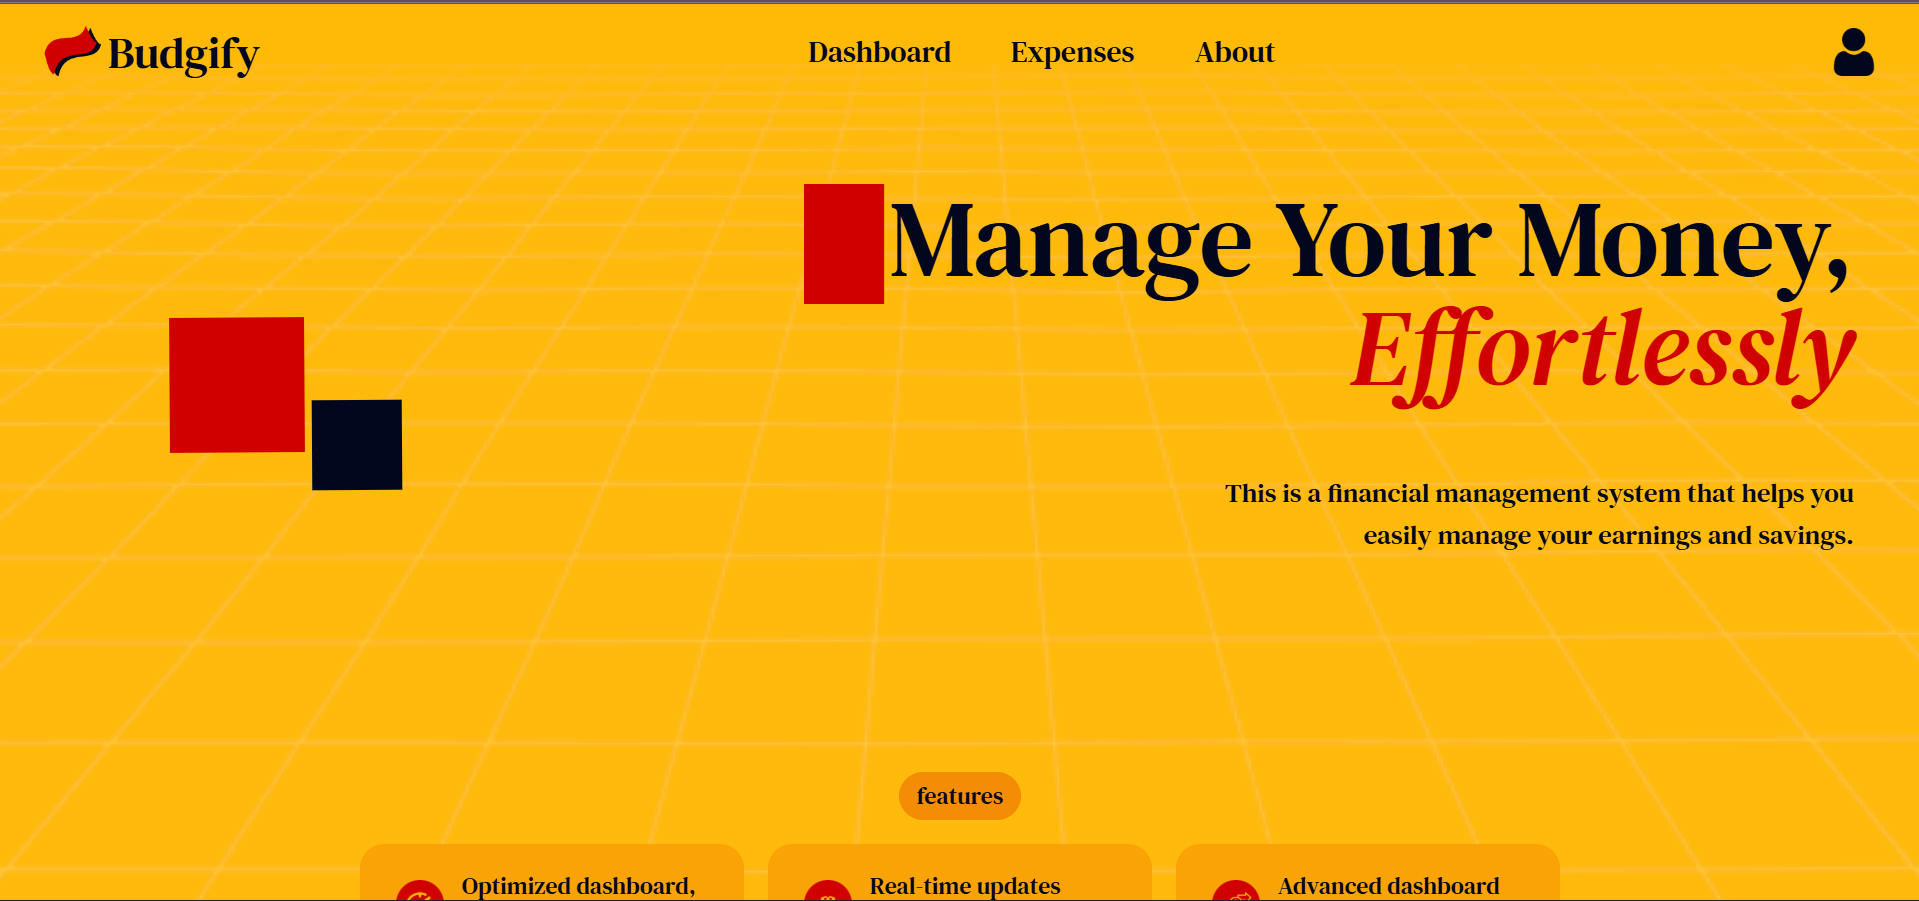 Budgify
Dashboard
Expenses
About
Manage Your Money,
Effortlessly
This is a financial management system that helps you
easily manage your earnings and savings.
features
Optimized dashboard,
Real-time updates
Advanced dashboard